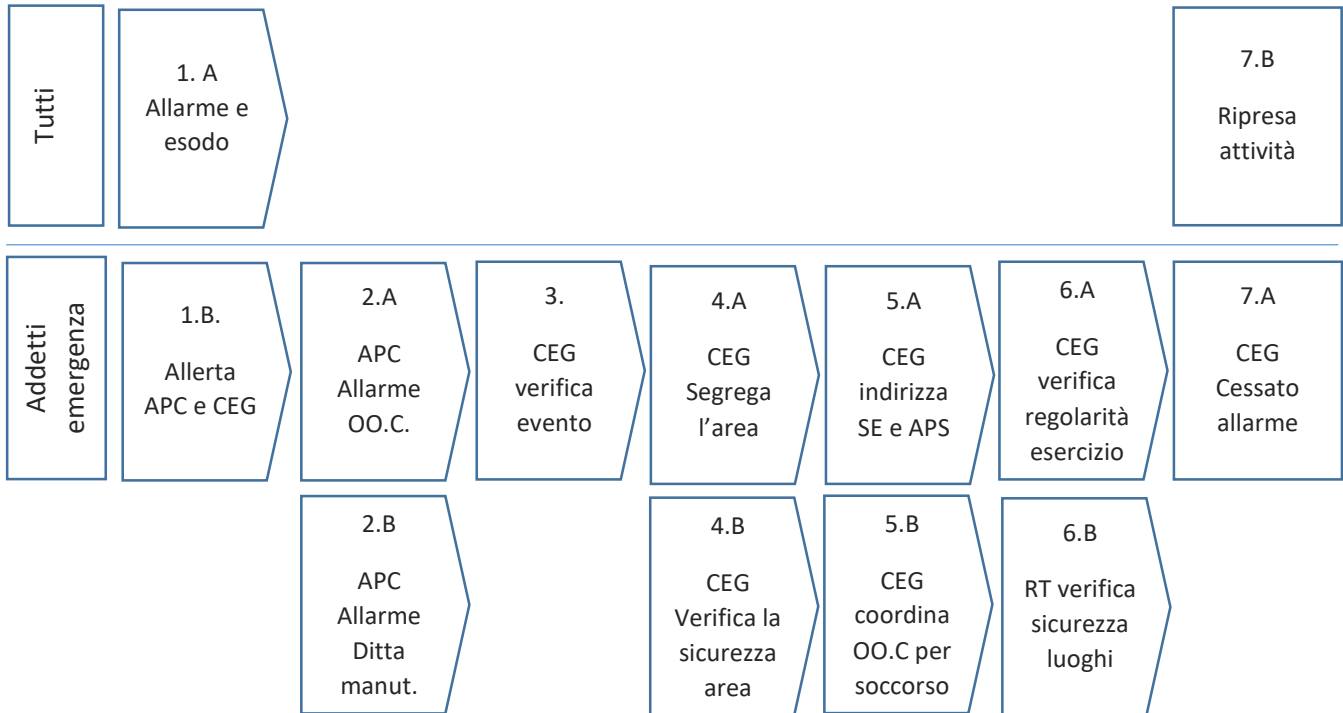 Tutti
1. A
Allarme e
esodo
7.B
Ripresa
attività
Addetti
emergenza
1.B.
Allerta
APC e CEG
2.A
APC
Allarme
OO.C.
3.
CEG
verifica
evento
4.A
CEG
Segrega
l’area
5.A
CEG
indirizza
SE e APS
6.A
CEG
verifica
regolarità
esercizio
7.A
CEG
Cessato
allarme
2.B
APC
Allarme
Ditta
manut.
4.B
CEG
Verifica la
sicurezza
area
5.B
CEG
coordina
OO.C per
soccorso
6.B
RT verifica
sicurezza
luoghi